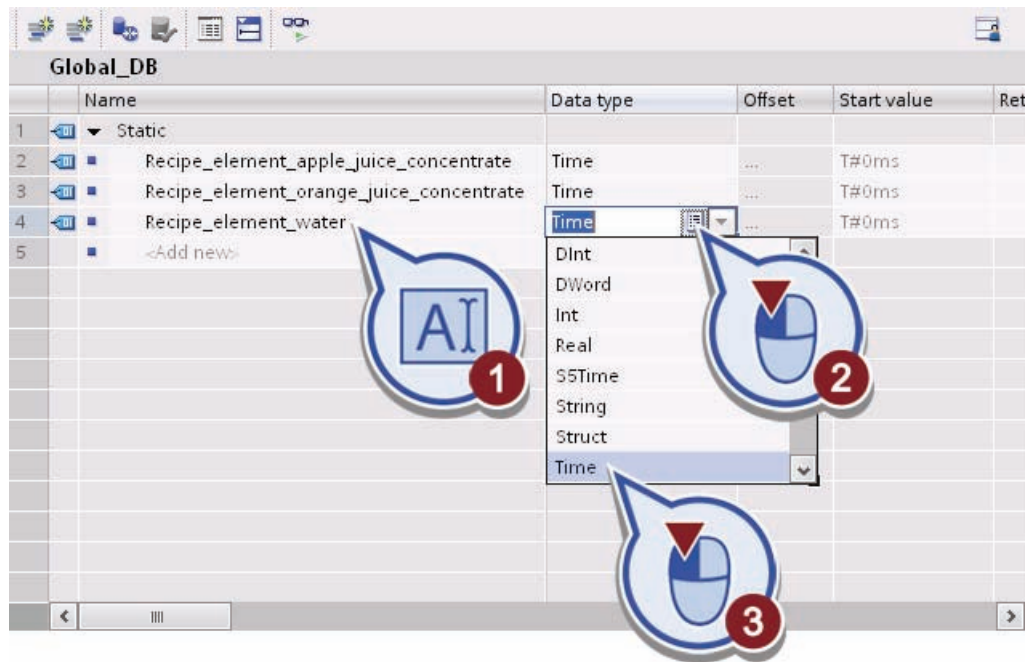 Global_DB
Name Data type Offset Start value Ret
1 Static
2 Recipe_element_apple_juice_concentrate Time ... T#0ms
3 Recipe_element_orange_juice_concentrate Time ... T#0ms
4 Recipe_element_water Time ... T#0ms
5 <Add new>
DInt
DWord
Int
Real
S5Time
String
Struct
Time
A
1
2
3